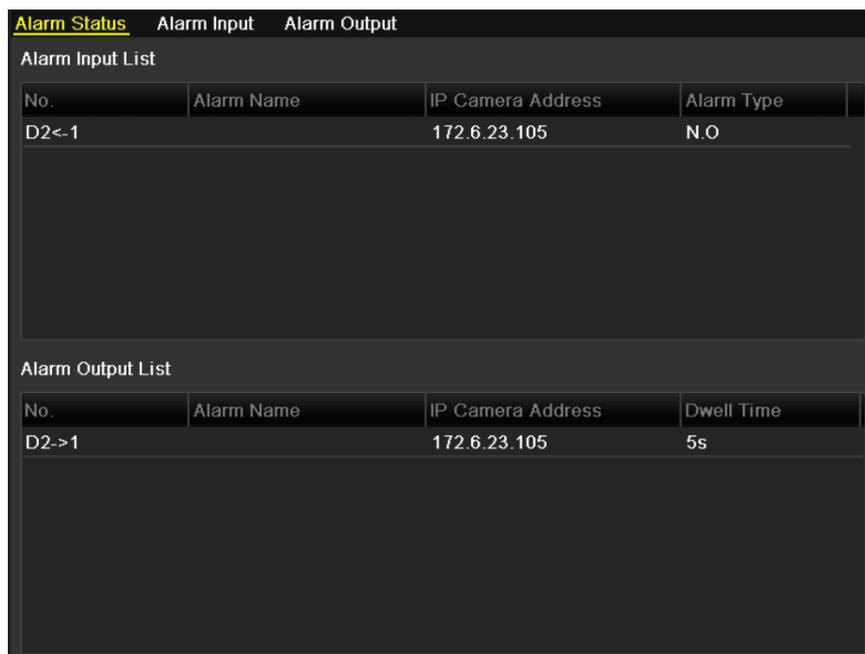 Alarm Status Alarm Input Alarm Output
Alarm Input List
No. Alarm Name IP Camera Address Alarm Type
D2<-1 172.6.23.105 N.O
Alarm Output List
No. Alarm Name IP Camera Address Dwell Time
D2->1 172.6.23.105 5s